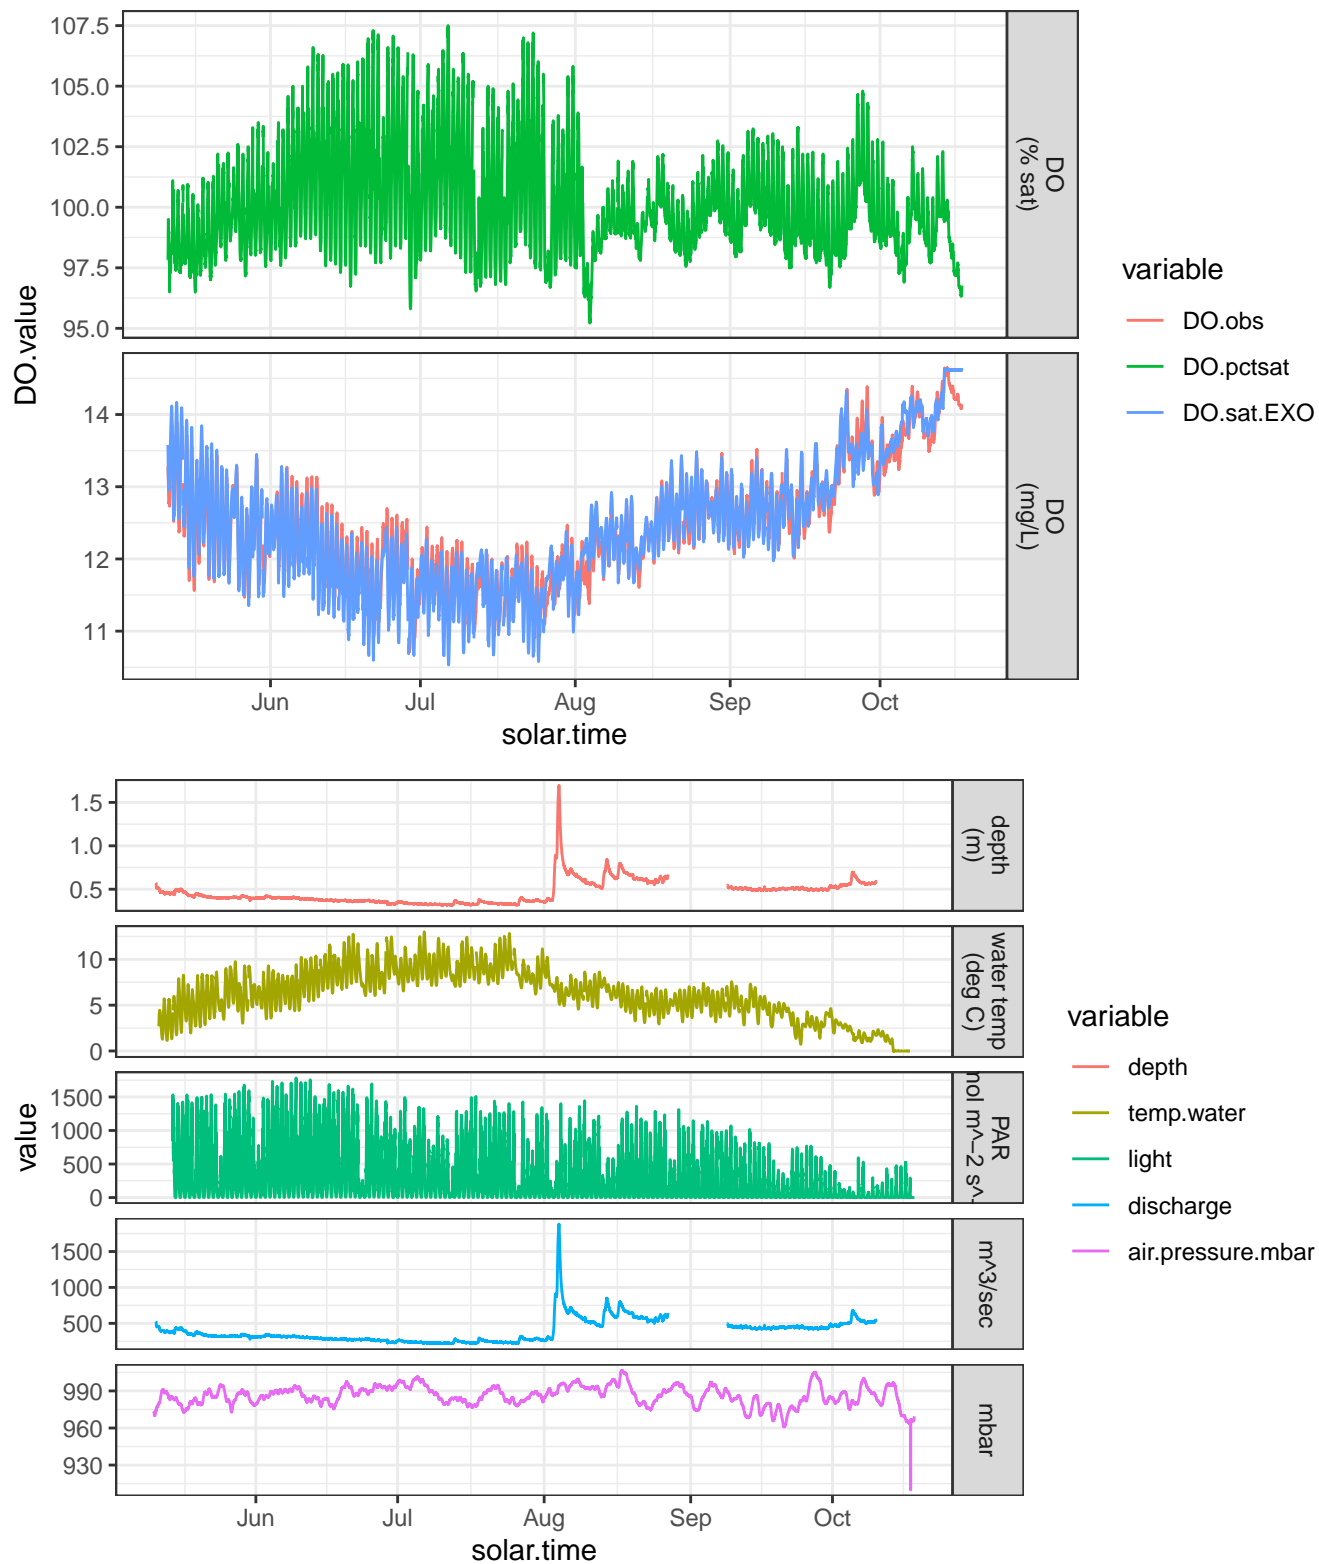 107.5
105.0
102.5
100.0
97.5
95.0
DO
(% sat)
14
13
12
11
DO
(mg/L)
DO.value
Jun Jul Aug Sep Oct
solar.time
variable
DO.obs
DO.pctsat
DO.sat.EXO
1.5
1.0
0.5
depth
(m)
10
5
0
water temp
(deg C)
1500
1000
500
0
PAR
mol m^−2 s^
1500
1000
500
m^3/sec
990
960
930
mbar
value
Jun Jul Aug Sep Oct
solar.time
variable
depth
temp.water
light
discharge
air.pressure.mbar